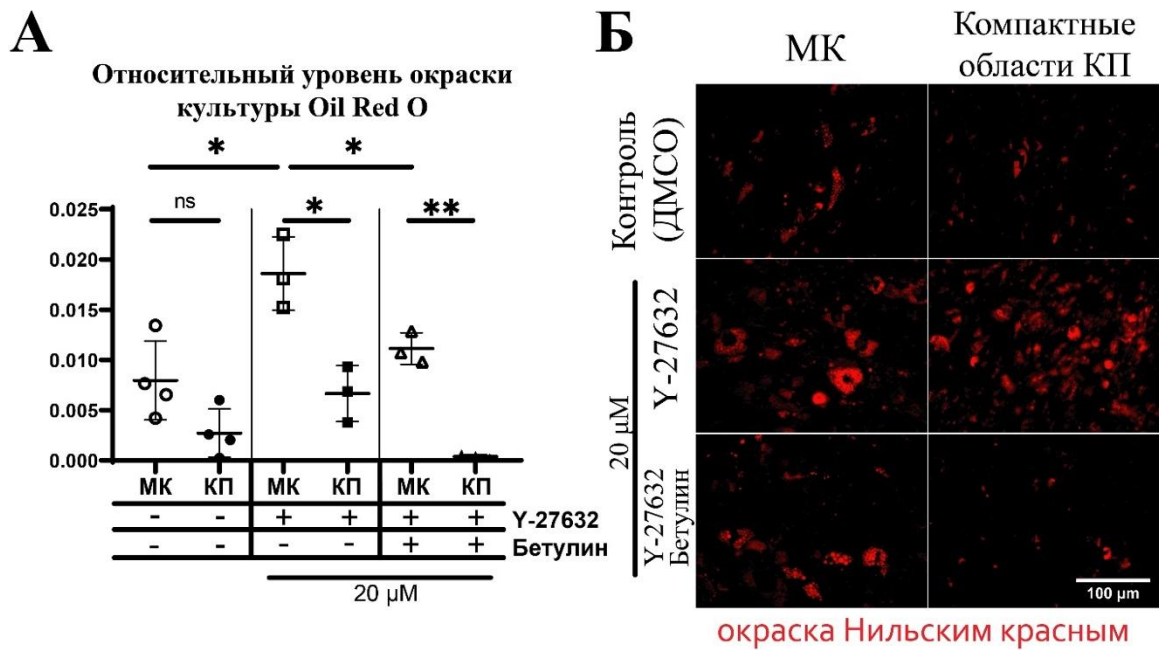 А
Относительный уровень окраски
культуры Oil Red O
*
*
ns
*
**
0.025
0.020
0.015
0.010
0.005
0.000
МК КП МК КП МК КП
- - + + + + Y-27632
- - - - + + Бетулин
20 µM
Б
МК
Компактные
области КП
Контроль
(ДМСО)
Y-27632
20 µM
Y-27632
Бетулин
100 µm
окраска Нильским красным